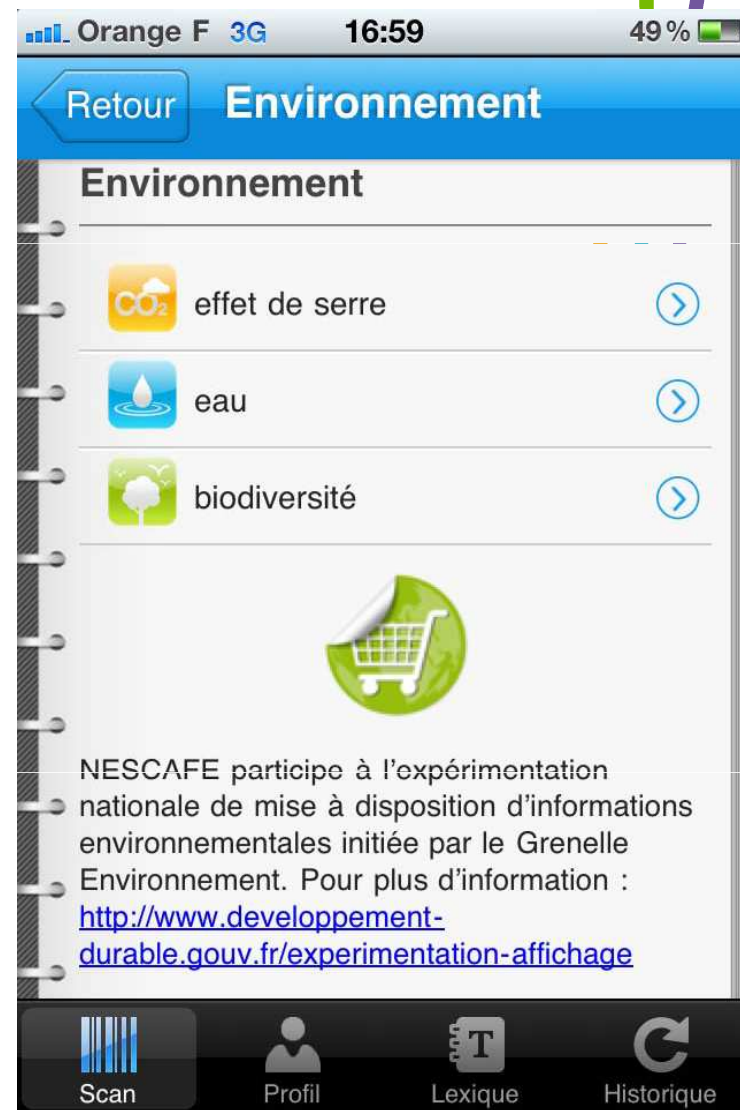 Orange F 3G 16:59 49 %
Retour Environnement
Environnement
CO2 effet de serre
eau
biodiversité
NESCAFE participe à l'expérimentation
nationale de mise à disposition d'informations
environnementales initiée par le Grenelle
Environnement. Pour plus d'information :
http://www.developpement-
durable.gouv.fr/experimentation-affichage
T
Scan Profil Lexique Historique